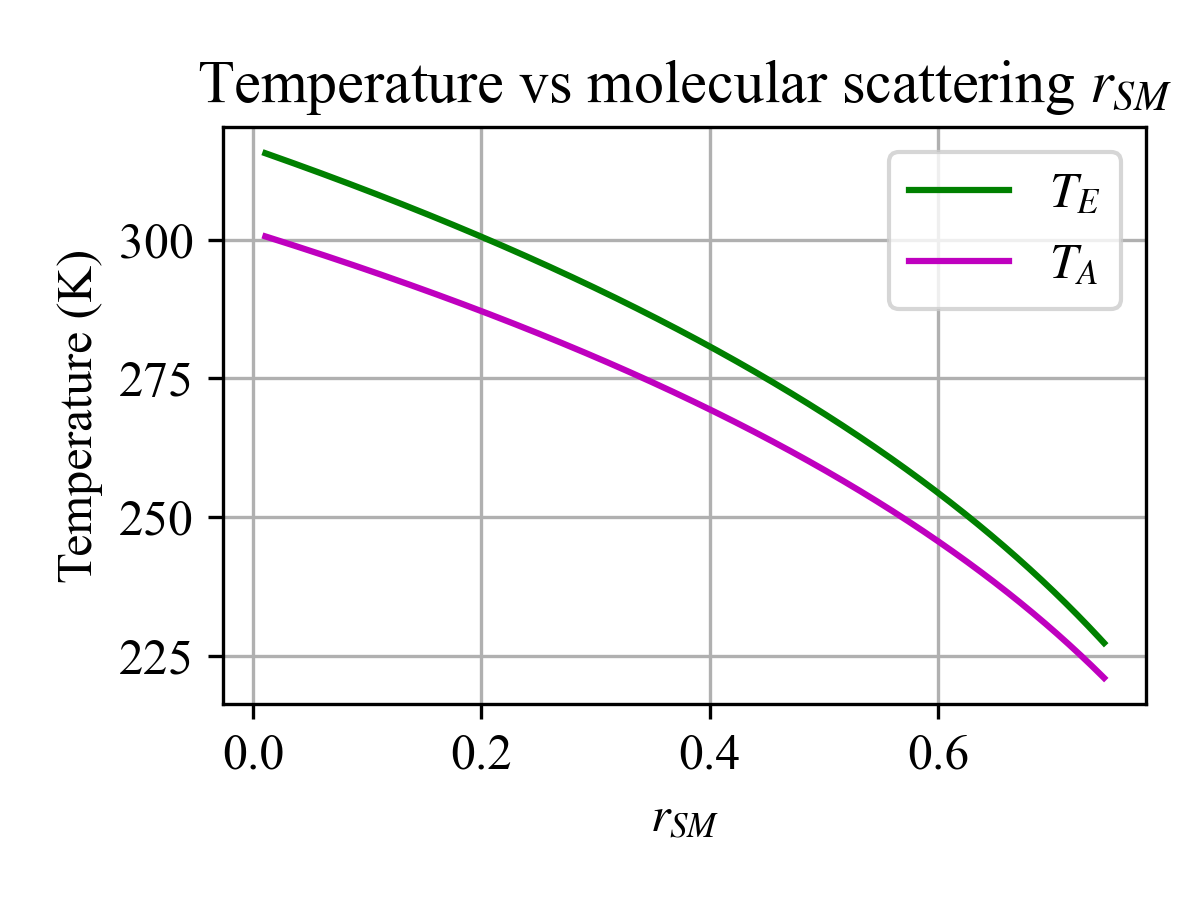 Temperature vs molecular scattering r_SM
T_E
T_A
Temperature (K)
300
275
250
225
0.0 0.2 0.4 0.6
r_SM